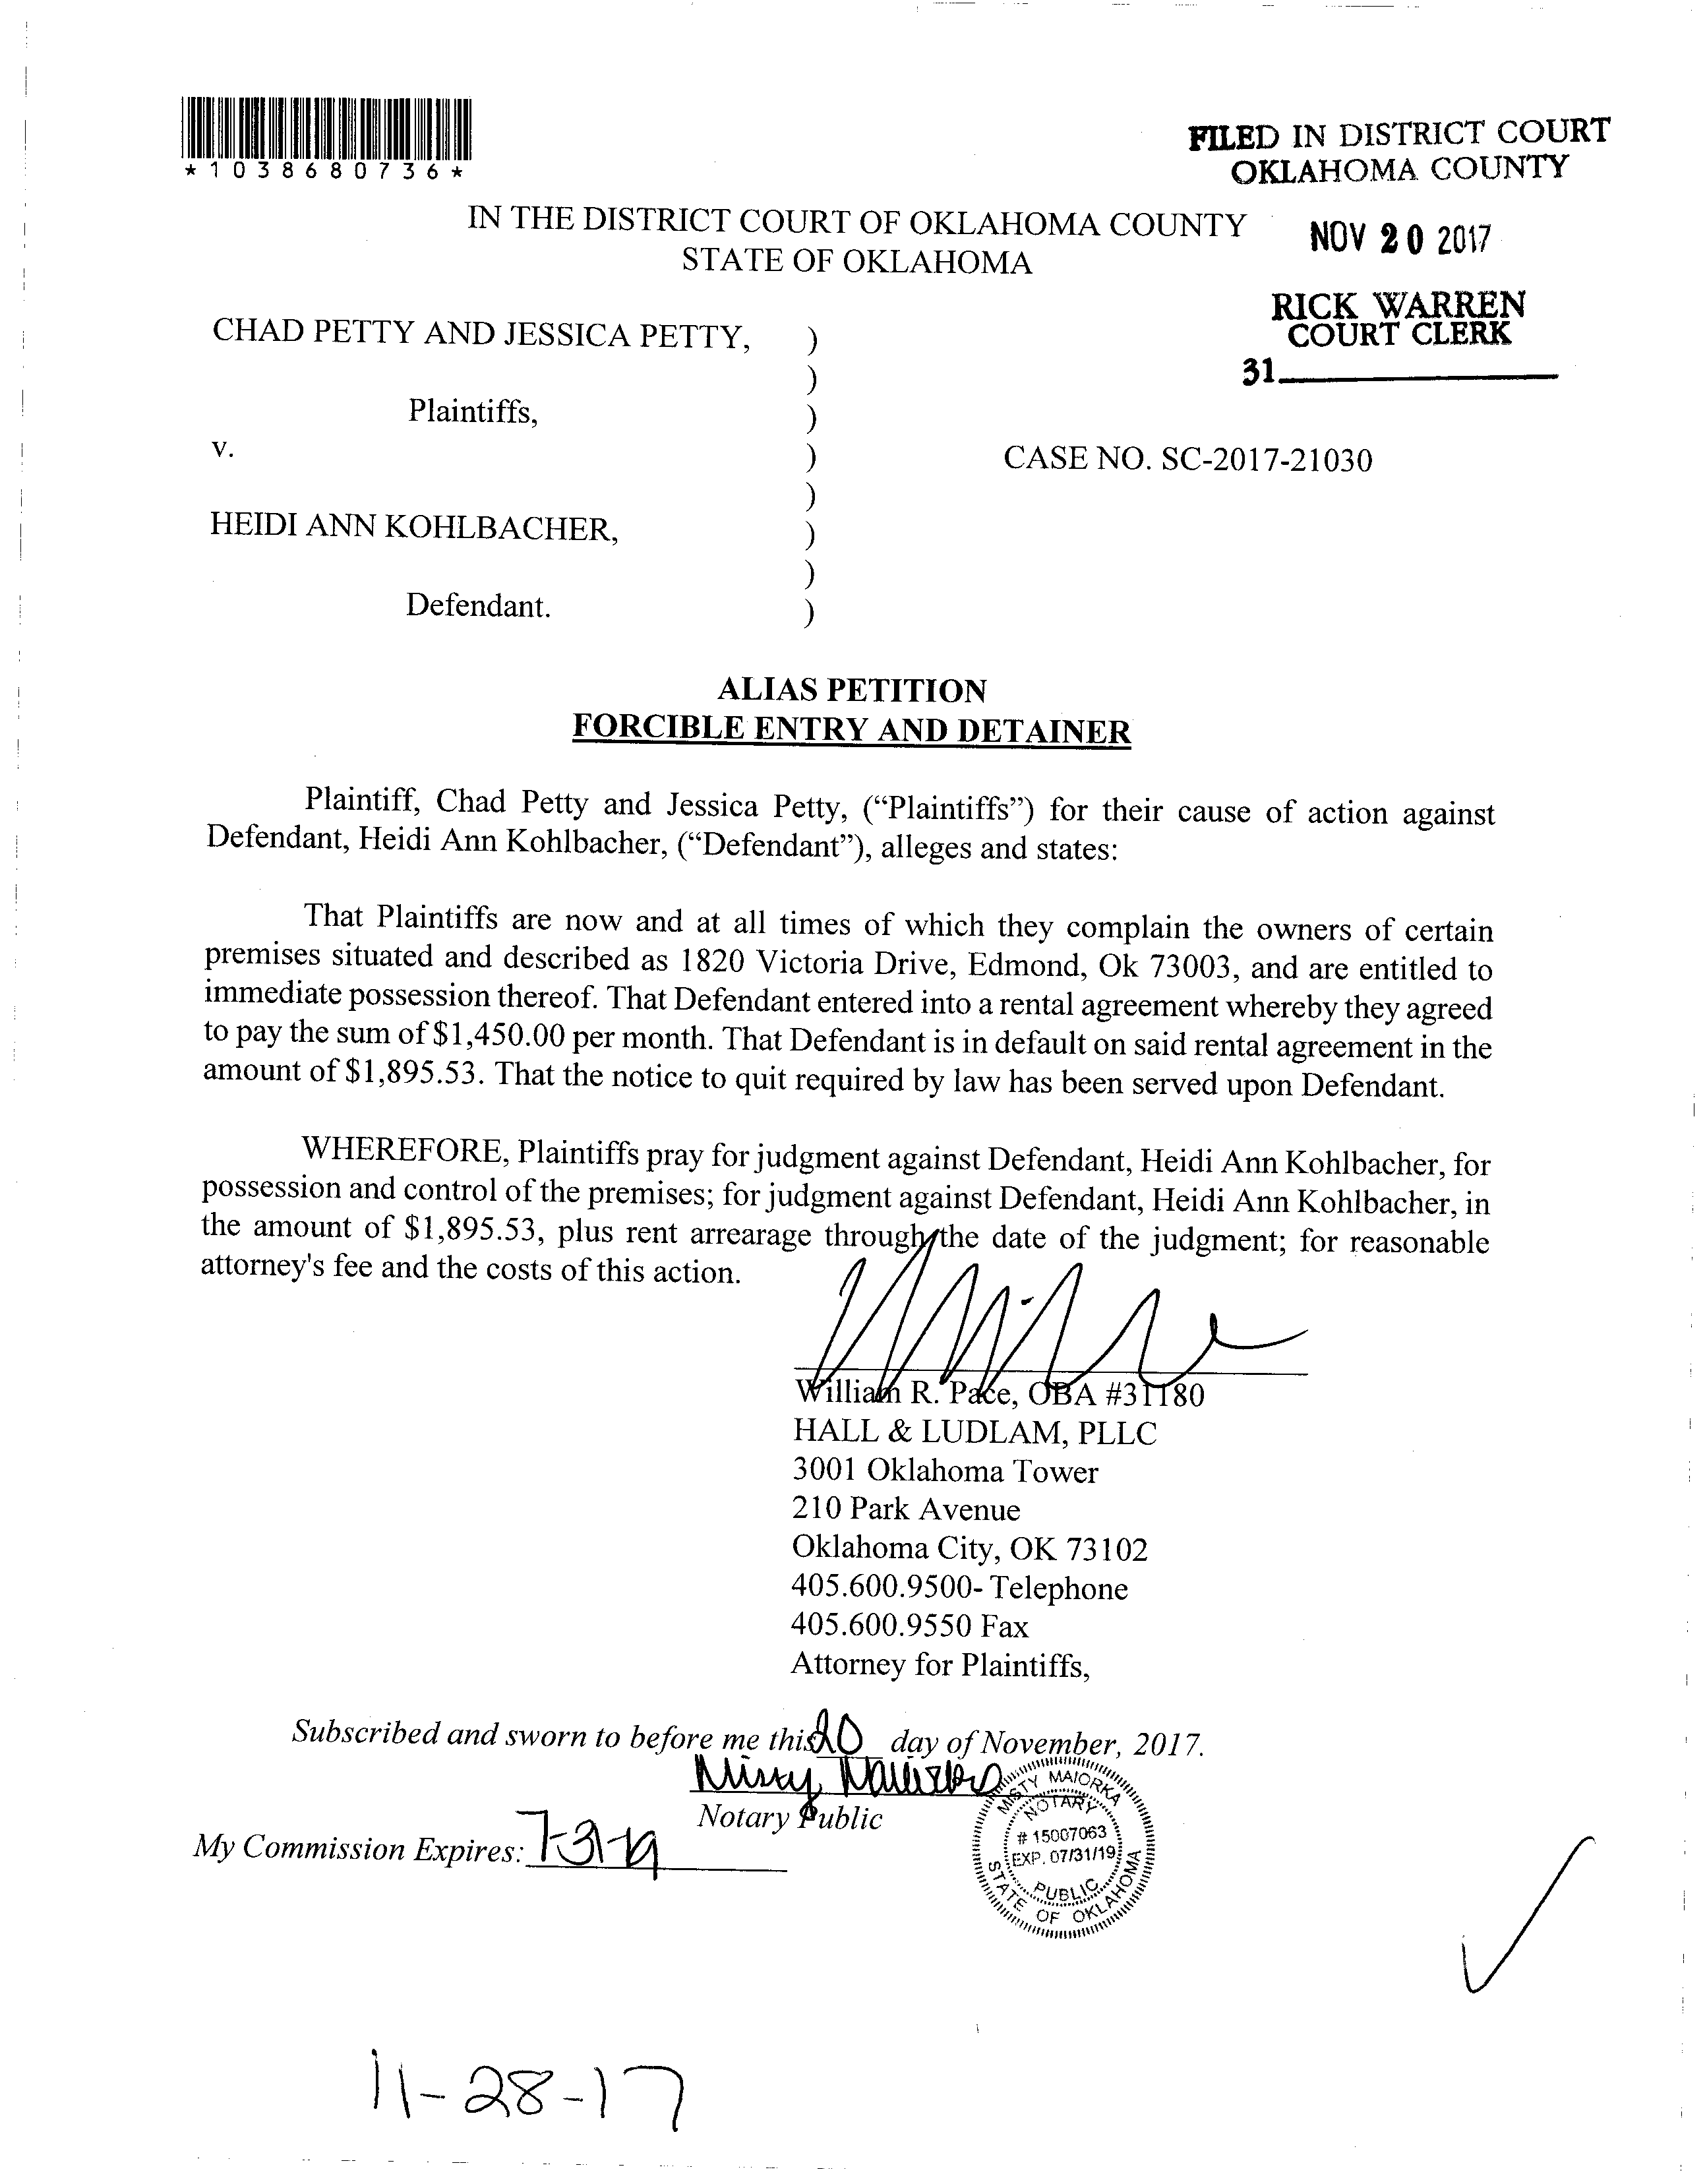 *1038680736*
FILED IN DISTRICT COURT
OKLAHOMA COUNTY
IN THE DISTRICT COURT OF OKLAHOMA COUNTY
STATE OF OKLAHOMA
NOV 20 2017
RICK WARREN
COURT CLERK
31
CHAD PETTY AND JESSICA PETTY, )
)
Plaintiffs, )
v. )
CASE NO. SC-2017-21030
)
HEIDI ANN KOHLBACHER, )
)
Defendant. )
ALIAS PETITION
FORCIBLE ENTRY AND DETAINER
Plaintiff, Chad Petty and Jessica Petty, (“Plaintiffs”) for their cause of action against
Defendant, Heidi Ann Kohlbacher, (“Defendant”), alleges and states:
That Plaintiffs are now and at all times of which they complain the owners of certain
premises situated and described as 1820 Victoria Drive, Edmond, Ok 73003, and are entitled to
immediate possession thereof. That Defendant entered into a rental agreement whereby they agreed
to pay the sum of $1,450.00 per month. That Defendant is in default on said rental agreement in the
amount of $1,895.53. That the notice to quit required by law has been served upon Defendant.
WHEREFORE, Plaintiffs pray for judgment against Defendant, Heidi Ann Kohlbacher, for
possession and control of the premises; for judgment against Defendant, Heidi Ann Kohlbacher, in
the amount of $1,895.53, plus rent arrearage through the date of the judgment; for reasonable
attorney's fee and the costs of this action.
William R. Pace, OBA #31180
HALL & LUDLAM, PLLC
3001 Oklahoma Tower
210 Park Avenue
Oklahoma City, OK 73102
405.600.9500- Telephone
405.600.9550 Fax
Attorney for Plaintiffs,
Subscribed and sworn to before me this 20 day of November, 2017.
Misty Maiorka
Notary Public
My Commission Expires: 7-31-19
MISTY MAIORKA
NOTARY
# 15007063
EXP. 07/31/19
PUBLIC
STATE OF OKLAHOMA
11-28-17